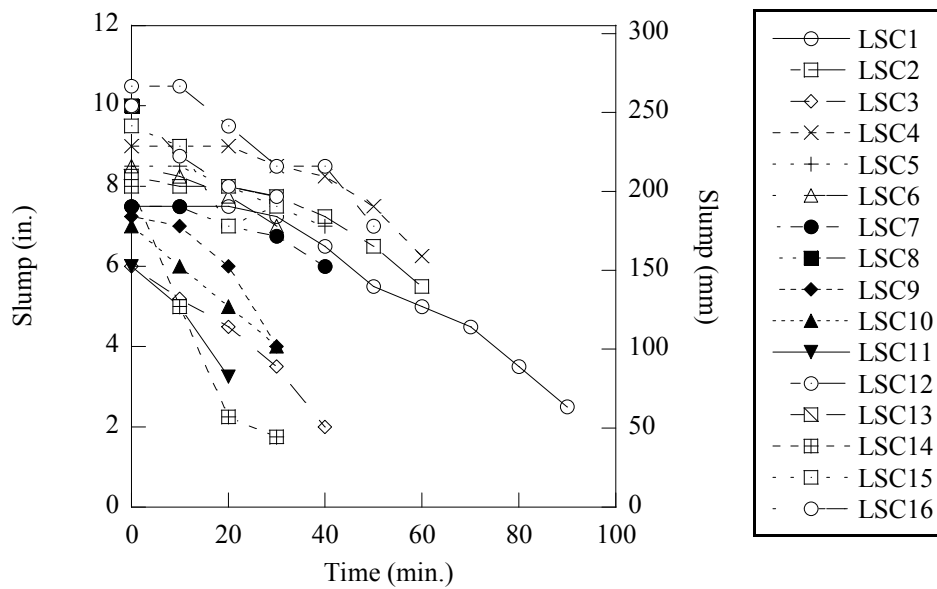 12
10
8
6
4
2
0
Slump (in.)
300
250
200
150
100
50
0
Slump (mm)
0 20 40 60 80 100
Time (min.)
LSC1
LSC2
LSC3
LSC4
LSC5
LSC6
LSC7
LSC8
LSC9
LSC10
LSC11
LSC12
LSC13
LSC14
LSC15
LSC16